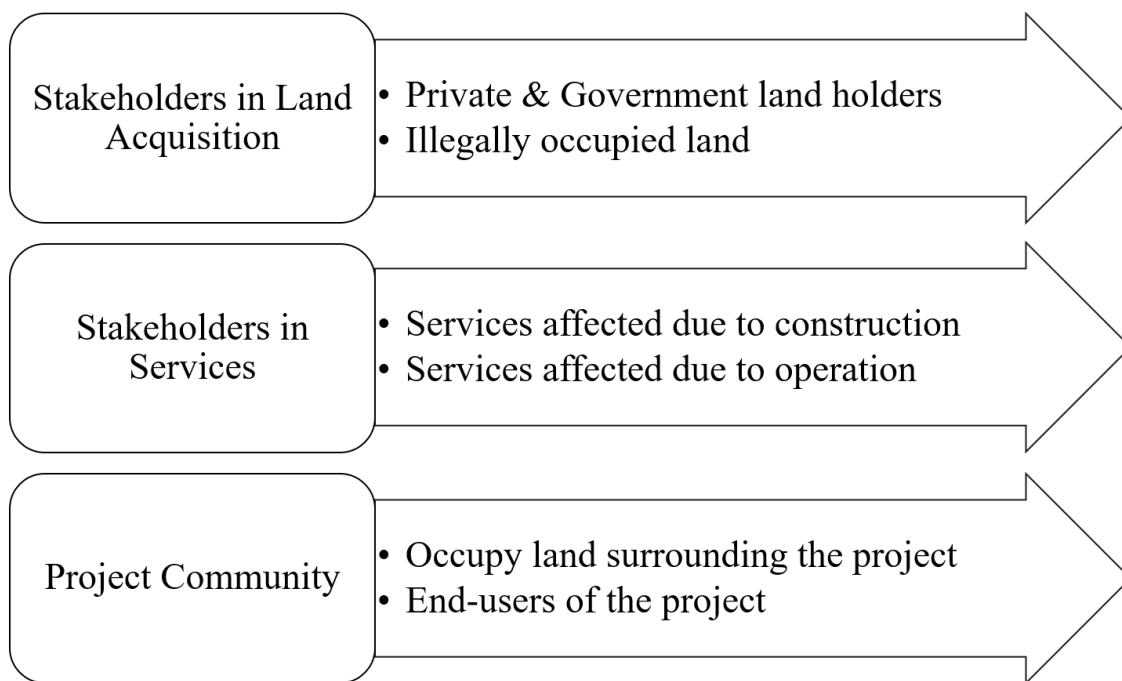 Stakeholders in Land
Acquisition
• Private & Government land holders
• Illegally occupied land
Stakeholders in
Services
• Services affected due to construction
• Services affected due to operation
Project Community
• Occupy land surrounding the project
• End-users of the project